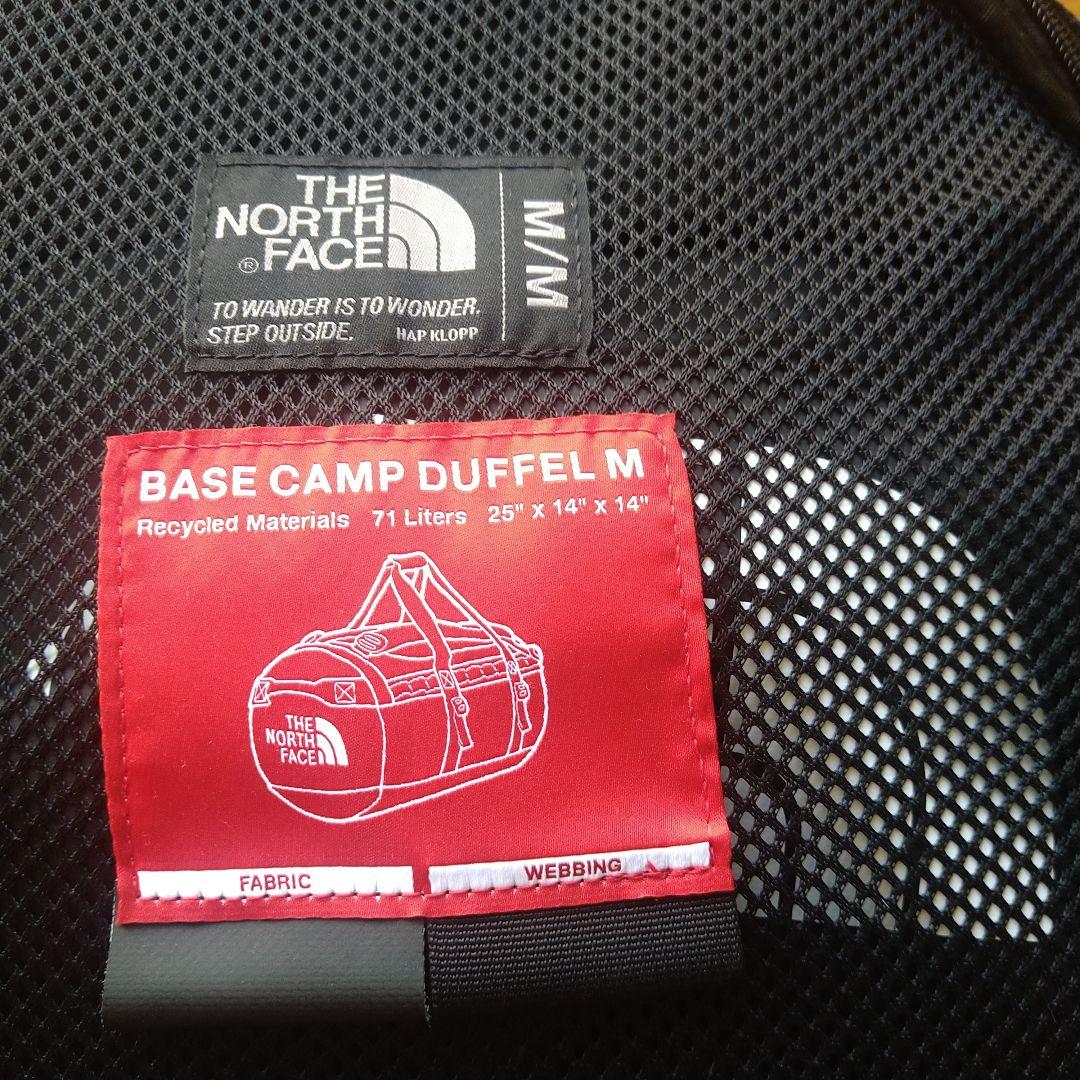 THE
NORTH
® FACE
M/M
TO WANDER IS TO WONDER.
STEP OUTSIDE. HAP KLOPP
BASE CAMP DUFFEL M
Recycled Materials 71 Liters 25" x 14" x 14"
THE
NORTH
FACE
FABRIC
WEBBING